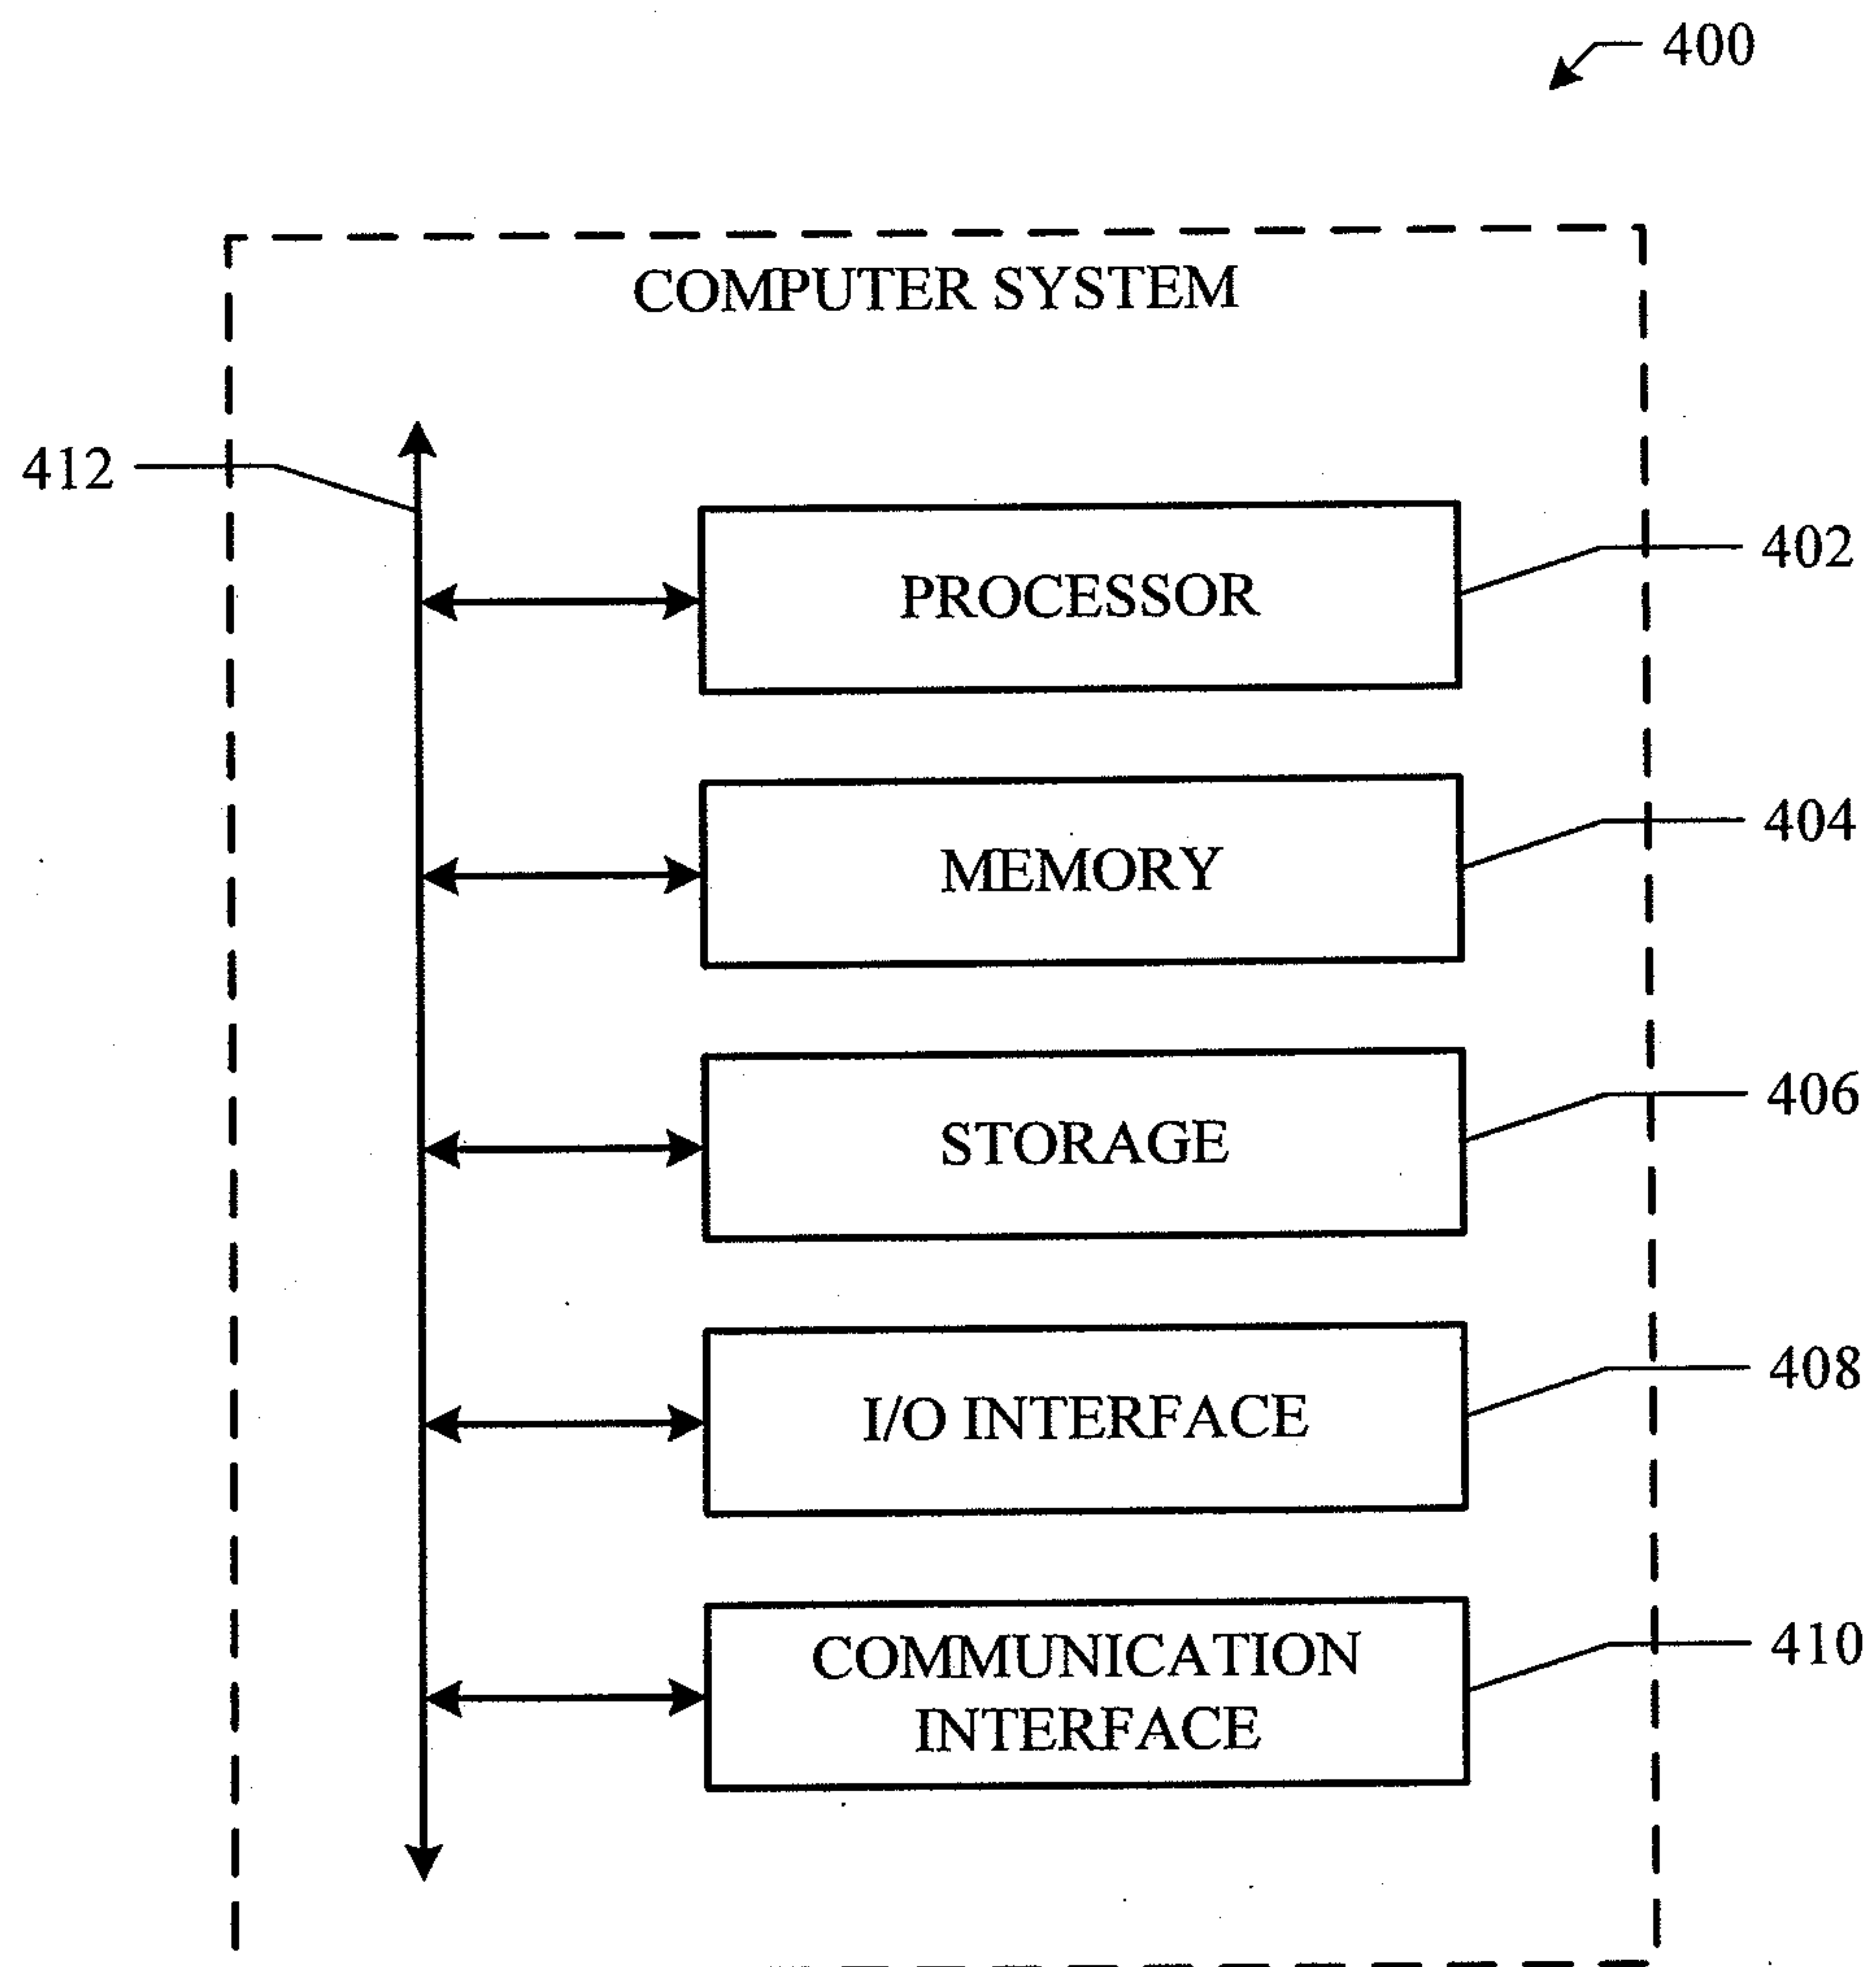 400
COMPUTER SYSTEM
412
PROCESSOR
402
MEMORY
404
STORAGE
406
I/O INTERFACE
408
COMMUNICATION
INTERFACE
410